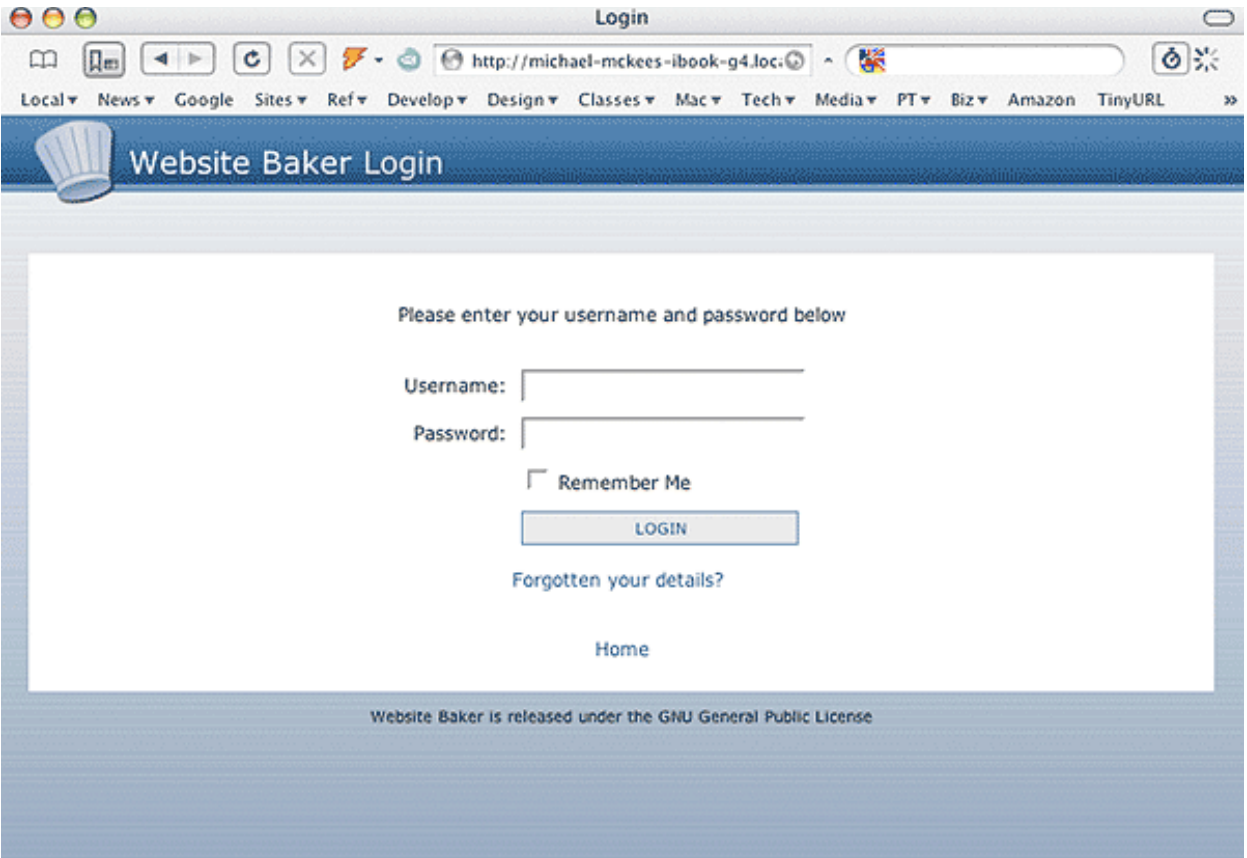 Login
http://michael-mckees-ibook-g4.loc
Local News Google Sites Ref Develop Design Classes Mac Tech Media PT Biz Amazon TinyURL »
Website Baker Login
Please enter your username and password below
Username:
Password:
Remember Me
LOGIN
Forgotten your details?
Home
Website Baker is released under the GNU General Public License